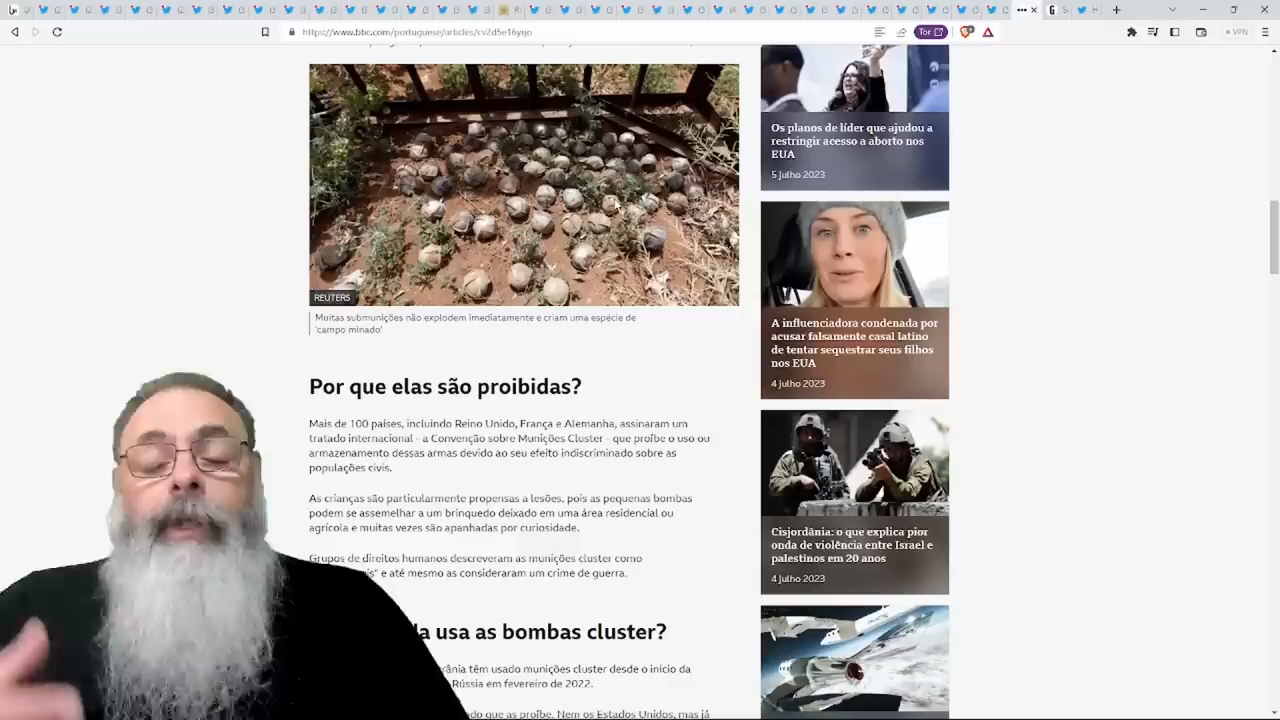 https://www.bbc.com/portuguese/articles/cv2d5e16yrjo
Tor
VPN
REUTERS
Muitas submunições não explodem imediatamente e criam uma espécie de
'campo minado'
Por que elas são proibidas?
Mais de 100 países, incluindo Reino Unido, França e Alemanha, assinaram um
tratado internacional - a Convenção sobre Munições Cluster - que proíbe o uso ou
armazenamento dessas armas devido ao seu efeito indiscriminado sobre as
populações civis.
As crianças são particularmente propensas a lesões, pois as pequenas bombas
podem se assemelhar a um brinquedo deixado em uma área residencial ou
agrícola e muitas vezes são apanhadas por curiosidade.
Grupos de direitos humanos descreveram as munições cluster como
e até mesmo as consideraram um crime de guerra.
usa as bombas cluster?
têm usado munições cluster desde o início da
Rússia em fevereiro de 2022.
que as proíbe. Nem os Estados Unidos, mas já
Os planos de líder que ajudou a
restringir acesso a aborto nos
EUA
5 julho 2023
A influenciadora condenada por
acusar falsamente casal latino
de tentar sequestrar seus filhos
nos EUA
4 julho 2023
Cisjordânia: o que explica pior
onda de violência entre Israel e
palestinos em 20 anos
4 julho 2023